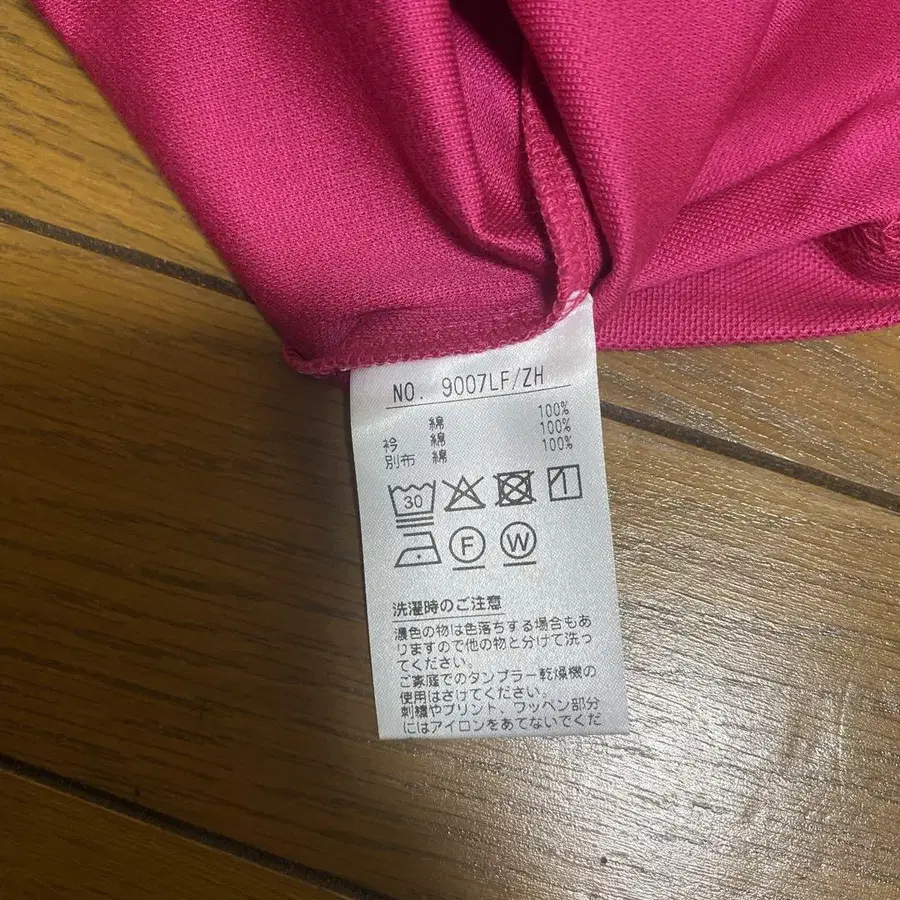 NO. 9007LF/ZH
綿 100%
衿 綿 100%
別布 綿 100%
30
F W
洗濯時のご注意
濃色の物は色落ちする場合もあ
りますので他の物と分けて洗っ
てください。
ご家庭でのタンブラー乾燥機の
使用はさけてください。
刺繍やプリント、ワッペン部分
にはアイロンをあてないでくだ